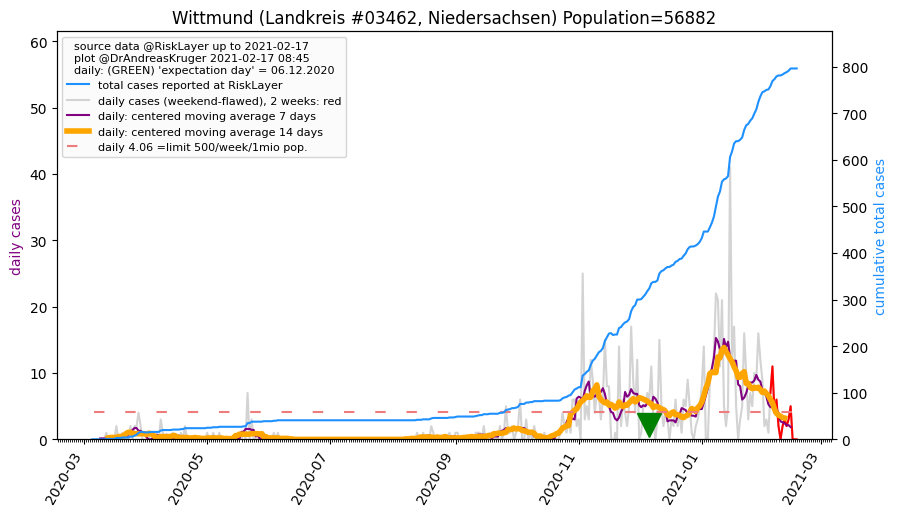 Wittmund (Landkreis #03462, Niedersachsen) Population=56882
source data @RiskLayer up to 2021-02-17
plot @DrAndreasKruger 2021-02-17 08:45
daily: (GREEN) 'expectation day' = 06.12.2020
total cases reported at RiskLayer
daily cases (weekend-flawed), 2 weeks: red
daily: centered moving average 7 days
daily: centered moving average 14 days
daily 4.06 =limit 500/week/1mio pop.
daily cases
60
50
40
30
20
10
0
cumulative total cases
800
700
600
500
400
300
200
100
0
2020-03
2020-05
2020-07
2020-09
2020-11
2021-01
2021-03